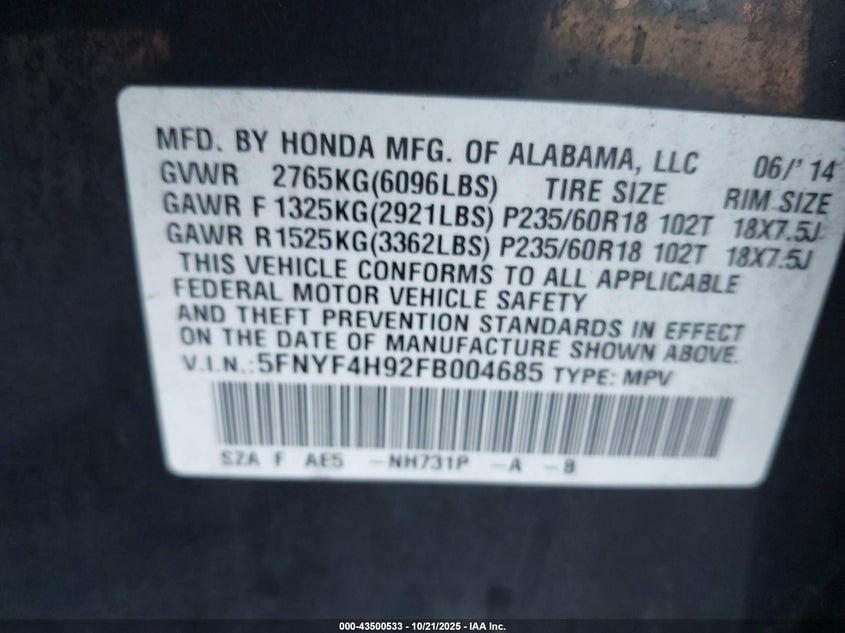 MFD. BY HONDA MFG. OF ALABAMA, LLC 06/' 14
GVWR 2765KG(6096LBS) TIRE SIZE RIM SIZE
GAWR F 1325KG(2921LBS) P235/60R18 102T 18X7.5J
GAWR R1525KG(3362LBS) P235/60R18 102T 18X7.5J
THIS VEHICLE CONFORMS TO ALL APPLICABLE
FEDERAL MOTOR VEHICLE SAFETY
AND THEFT PREVENTION STANDARDS IN EFFECT
ON THE DATE OF MANUFACTURE SHOWN ABOVE.
V.I.N.:5FNYF4H92FB004685 TYPE: MPV
SZA F AE5 -NH731P -A -8
000-43500533 - 10/21/2025 - IAA Inc.